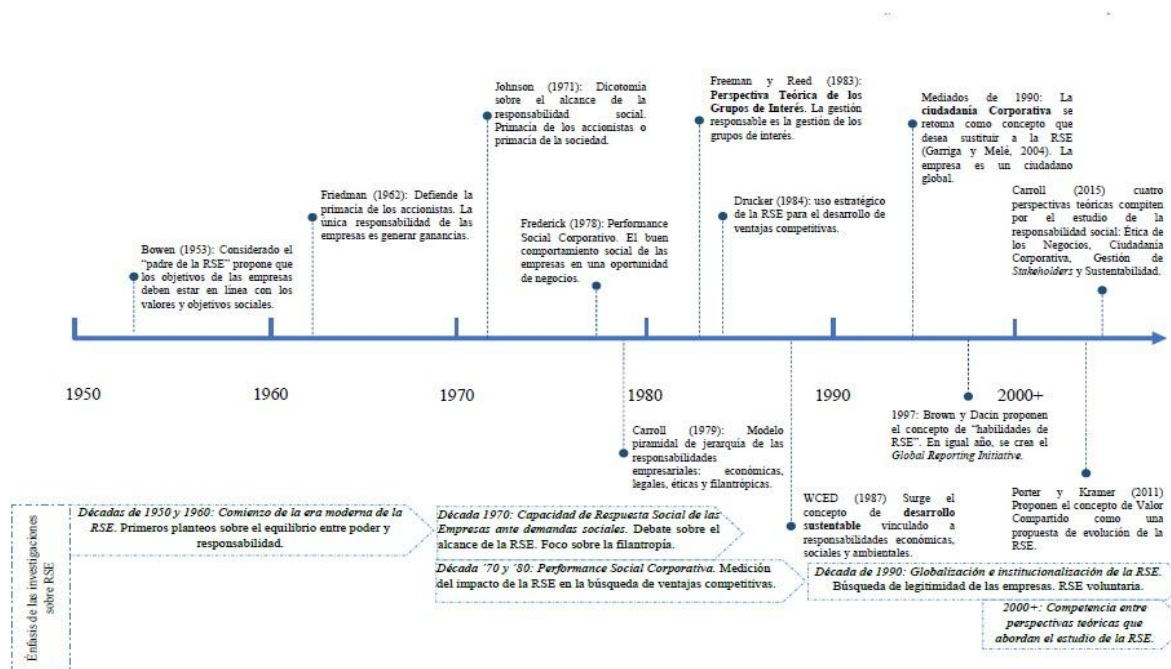 Johnson (1971): Dicotomía
sobre el alcance de la
responsabilidad social.
Primacía de los accionistas o
primacía de la sociedad.
Freeman y Reed (1983):
Perspectiva Teórica de los
Grupos de Interés. La gestión
responsable es la gestión de los
grupos de interés.
Mediados de 1990: La
ciudadanía Corporativa se
retoma como concepto que
desea sustituir a la RSE
(Garriga y Melé, 2004). La
empresa es un ciudadano
global.
Friedman (1962): Defiende la
primacía de los accionistas. La
única responsabilidad de las
empresas es generar ganancias.
Frederick (1978): Performance
Social Corporativo. El buen
comportamiento social de las
empresas en una oportunidad
de negocios.
Drucker (1984): uso estratégico
de la RSE para el desarrollo de
ventajas competitivas.
Carroll (2015) cuatro
perspectivas teóricas compiten
por el estudio de la
responsabilidad social: Ética de
los Negocios, Ciudadanía
Corporativa, Gestión de
Stakeholders y Sustentabilidad.
Bowen (1953): Considerado el
“padre de la RSE” propone que
los objetivos de las empresas
deben estar en línea con los
valores y objetivos sociales.
1950
1960
1970
1980
1990
2000+
Carroll (1979): Modelo
piramidal de jerarquía de las
responsabilidades
empresariales: económicas,
legales, éticas y filantrópicas.
1997: Brown y Dacin proponen
el concepto de “habilidades de
RSE”. En igual año, se crea el
Global Reporting Initiative.
WCED (1987) Surge el
concepto de desarrollo
sustentable vinculado a
responsabilidades económicas,
sociales y ambientales.
Porter y Kramer (2011)
Proponen el concepto de Valor
Compartido como una
propuesta de evolución de la
RSE.
Énfasis de las investigaciones
sobre RSE
Décadas de 1950 y 1960: Comienzo de la era moderna de la
RSE. Primeros planteos sobre el equilibrio entre poder y
responsabilidad.
Década 1970: Capacidad de Respuesta Social de las
Empresas ante demandas sociales. Debate sobre el
alcance de la RSE. Foco sobre la filantropía.
Década ´70 y ´80: Performance Social Corporativa. Medición
del impacto de la RSE en la búsqueda de ventajas competitivas.
Década de 1990: Globalización e institucionalización de la RSE.
Búsqueda de legitimidad de las empresas. RSE voluntaria.
2000+: Competencia entre
perspectivas teóricas que
abordan el estudio de la RSE.